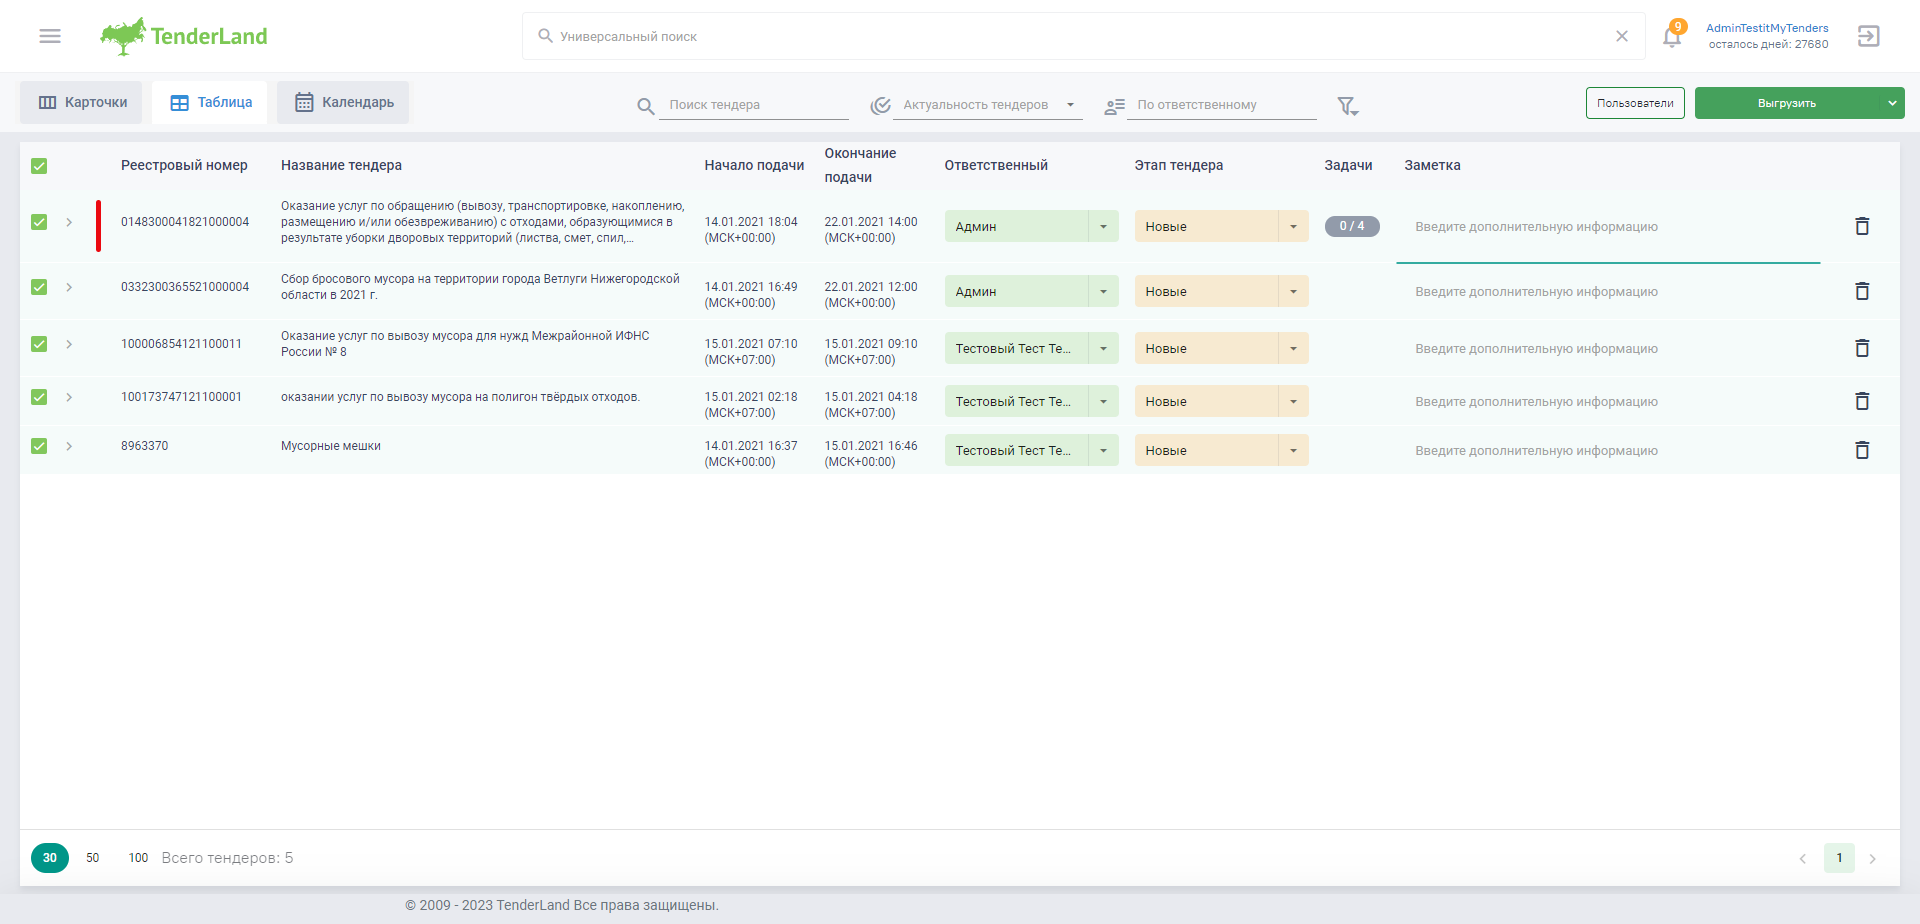 TenderLand
Универсальный поиск
9
AdminTestitMyTenders
осталось дней: 27680
Карточки
Таблица
Календарь
Поиск тендера
Актуальность тендеров
По ответственному
Пользователи
Выгрузить
Реестровый номер
Название тендера
Начало подачи
Окончание
подачи
Ответственный
Этап тендера
Задачи
Заметка
0148300041821000004
Оказание услуг по обращению (вывозу, транспортировке, накоплению,
размещению и/или обезвреживанию) с отходами, образующимися в
результате уборки дворовых территорий (листва, смет, спил,…
14.01.2021 18:04
(МСК+00:00)
22.01.2021 14:00
(МСК+00:00)
Админ
Новые
0 / 4
Введите дополнительную информацию
0332300365521000004
Сбор бросового мусора на территории города Ветлуги Нижегородской
области в 2021 г.
14.01.2021 16:49
(МСК+00:00)
22.01.2021 12:00
(МСК+00:00)
Админ
Новые
Введите дополнительную информацию
100006854121100011
Оказание услуг по вывозу мусора для нужд Межрайонной ИФНС
России № 8
15.01.2021 07:10
(МСК+07:00)
15.01.2021 09:10
(МСК+07:00)
Тестовый Тест Те...
Новые
Введите дополнительную информацию
100173747121100001
оказании услуг по вывозу мусора на полигон твёрдых отходов.
15.01.2021 02:18
(МСК+07:00)
15.01.2021 04:18
(МСК+07:00)
Тестовый Тест Те...
Новые
Введите дополнительную информацию
8963370
Мусорные мешки
14.01.2021 16:37
(МСК+00:00)
15.01.2021 16:46
(МСК+00:00)
Тестовый Тест Те...
Новые
Введите дополнительную информацию
30
50
100
Всего тендеров: 5
1
© 2009 - 2023 TenderLand Все права защищены.